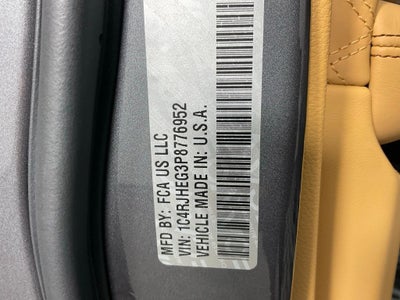 MFD BY: FCA US LLC
VIN: 1C4RJHEG3P8776952
VEHICLE MADE IN: U.S.A.